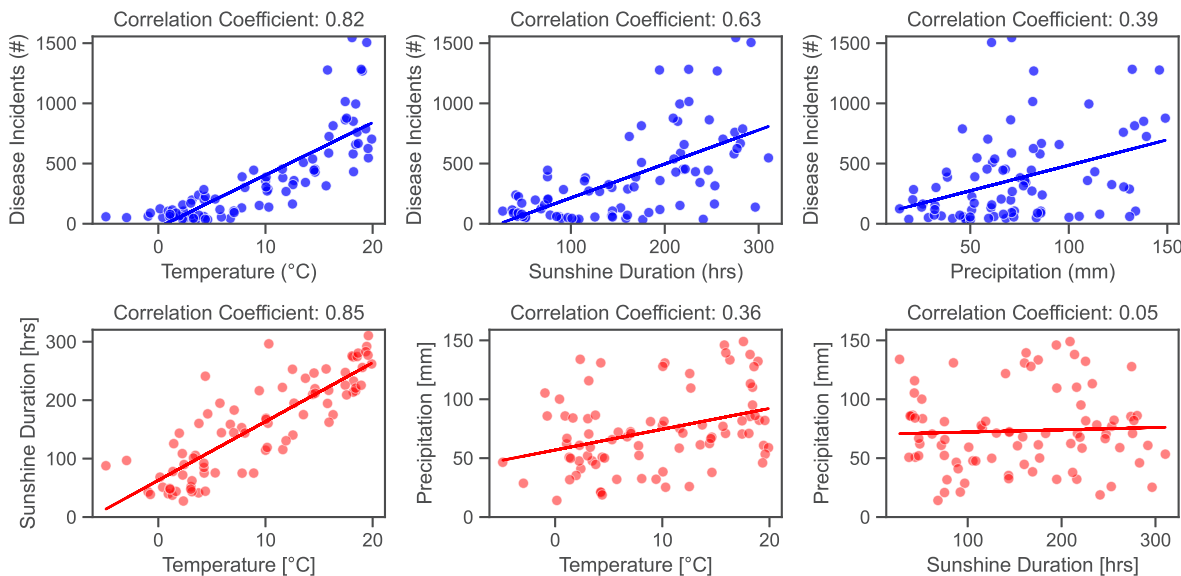 Correlation Coefficient: 0.82
Disease Incidents (#)
1500
1000
500
0
0
10
20
Temperature (°C)
Correlation Coefficient: 0.63
Disease Incidents (#)
1500
1000
500
0
100
200
300
Sunshine Duration (hrs)
Correlation Coefficient: 0.39
Disease Incidents (#)
1500
1000
500
0
50
100
150
Precipitation (mm)
Correlation Coefficient: 0.85
Sunshine Duration [hrs]
300
200
100
0
0
10
20
Temperature [°C]
Correlation Coefficient: 0.36
Precipitation [mm]
150
100
50
0
0
10
20
Temperature [°C]
Correlation Coefficient: 0.05
Precipitation [mm]
150
100
50
0
100
200
300
Sunshine Duration [hrs]